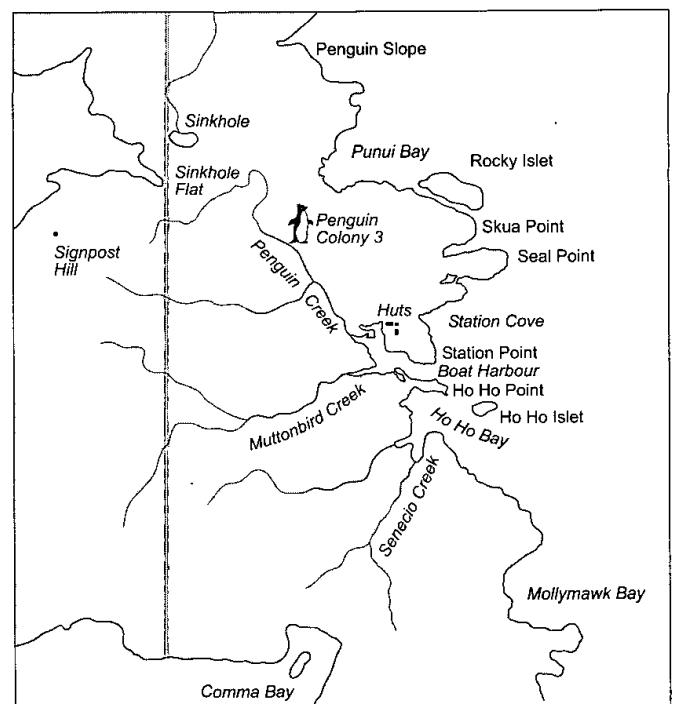 Penguin Slope
Sinkhole
Punui Bay
Rocky Islet
Sinkhole
Flat
Penguin
Colony 3
Skua Point
Signpost
Hill
Seal Point
Penguin
Creek
Huts
Station Cove
Station Point
Boat Harbour
Ho Ho Point
Muttonbird Creek
Ho Ho Islet
Ho Ho Bay
Senecio Creek
Mollymawk Bay
Comma Bay